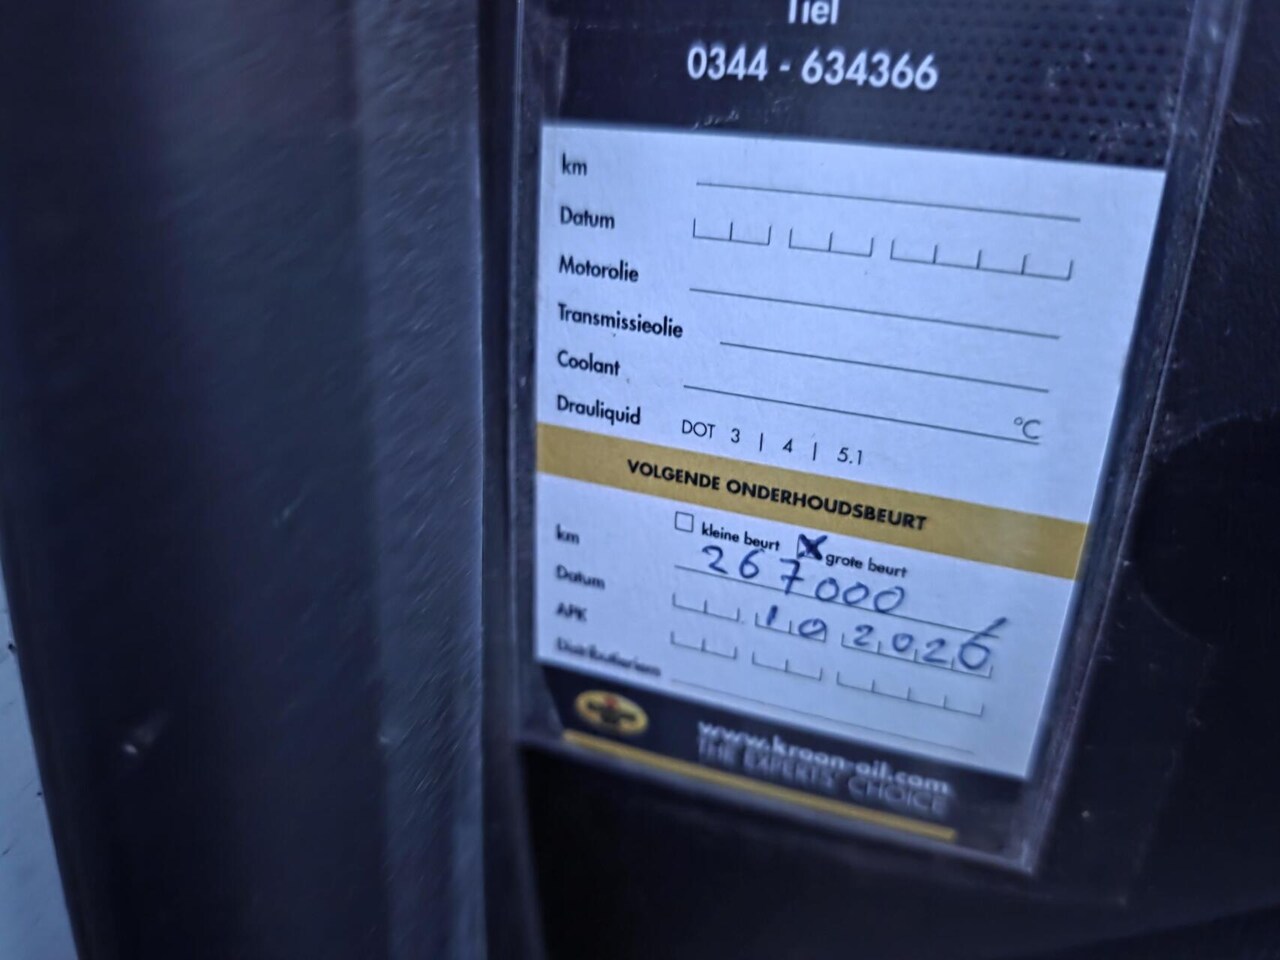 Tiel
0344 - 634366
km
Datum
Motorolie
Transmissieolie
Coolant °C
Drauliquid DOT 3 | 4 | 5.1
VOLGENDE ONDERHOUDSBEURT
kleine beurt grote beurt
km 267000
Datum 10 2026
APK
Distributieriem
www.kroon-oil.com
THE EXPERTS' CHOICE